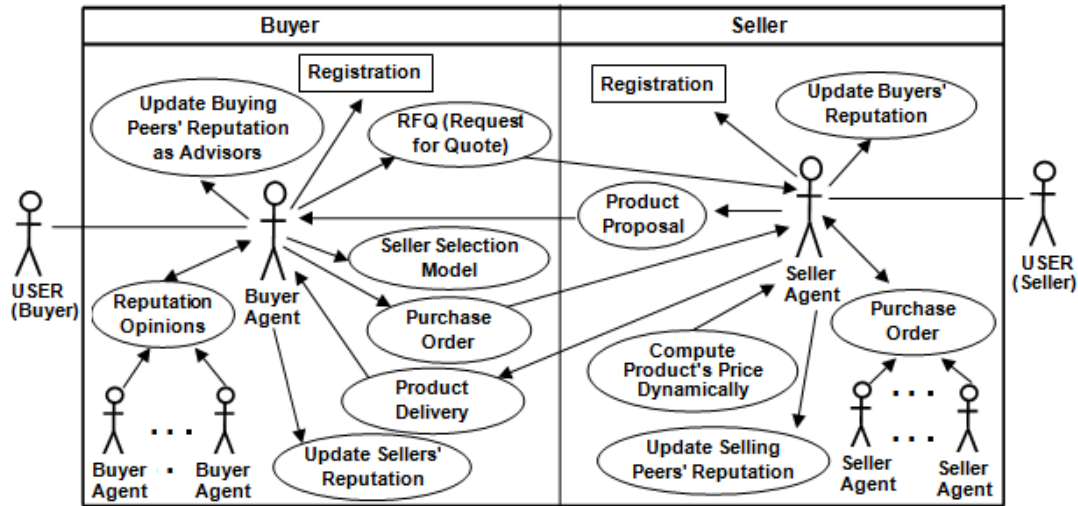 Buyer
Seller
Registration
Update Buying
Peers' Reputation
as Advisors
RFQ (Request
for Quote)
Registration
Update Buyers'
Reputation
Product
Proposal
Seller Selection
Model
USER
(Buyer)
Reputation
Opinions
Buyer
Agent
Purchase
Order
Seller
Agent
USER
(Seller)
Purchase
Order
Compute
Product's Price
Dynamically
Product
Delivery
. . .
. .
Buyer
Agent
Buyer
Agent
Update Sellers'
Reputation
Update Selling
Peers' Reputation
. . .
. . .
Seller
Agent
Seller
Agent